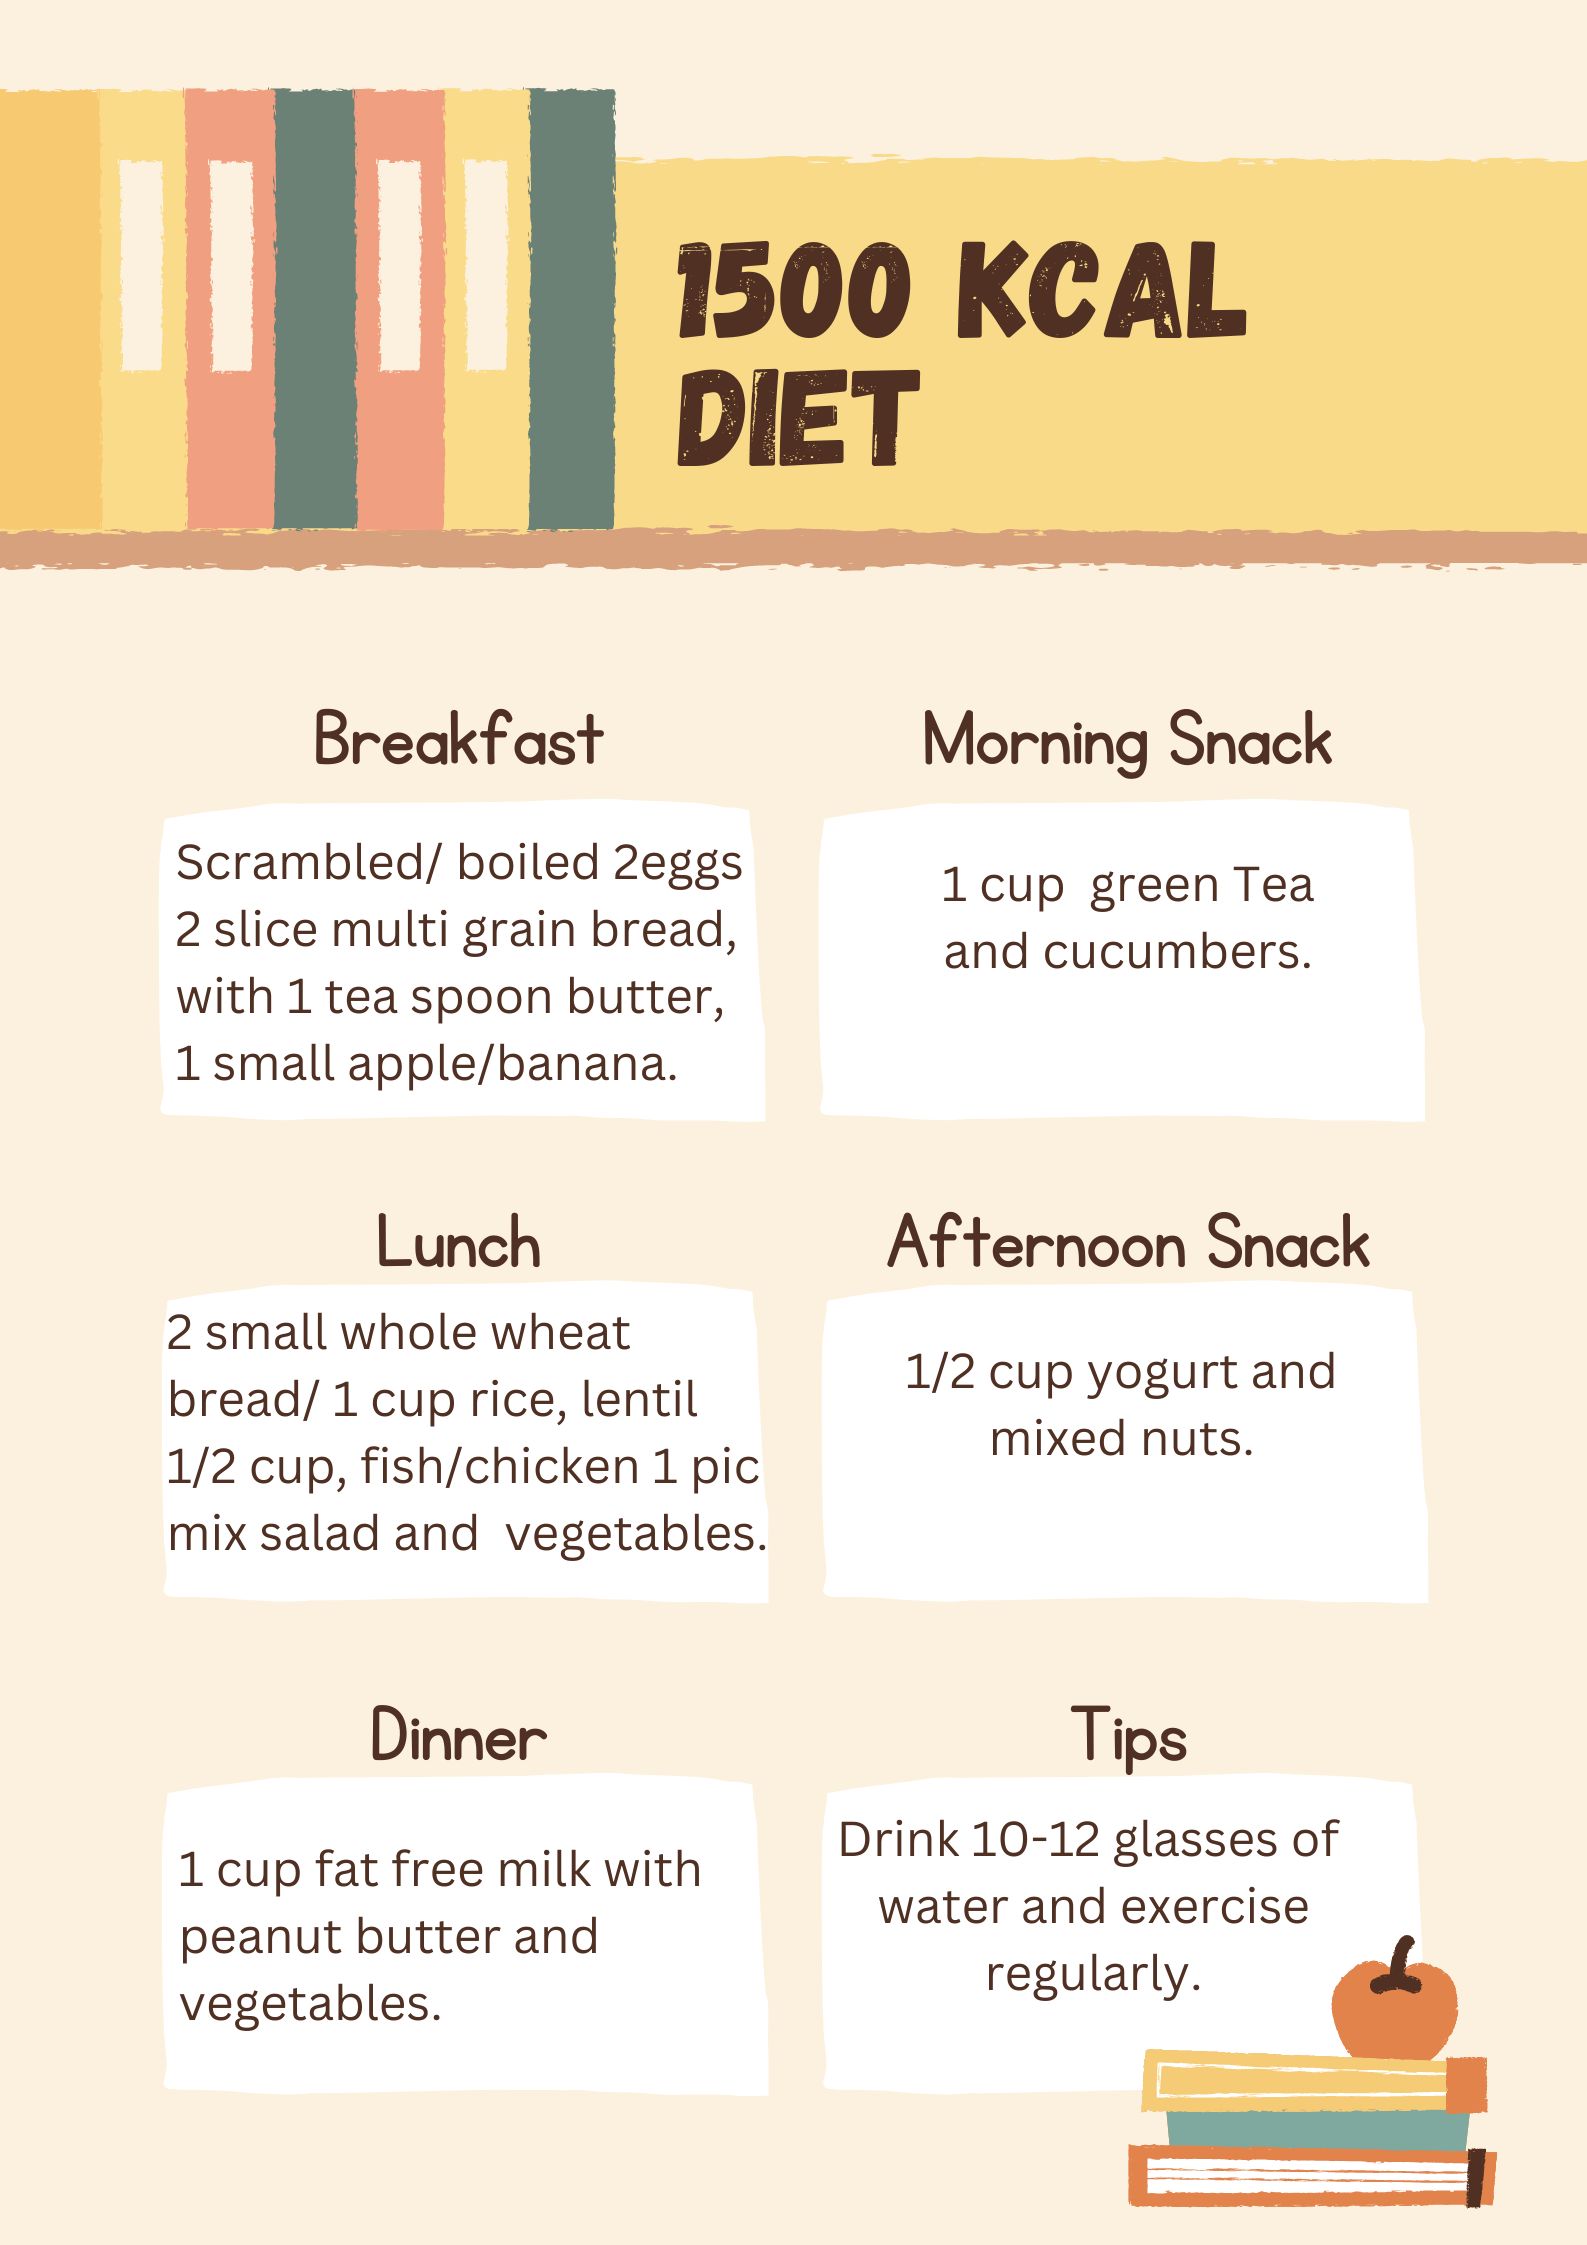 1500 KCAL
DIET
Breakfast
Scrambled/ boiled 2eggs
2 slice multi grain bread,
with 1 tea spoon butter,
1 small apple/banana.
Morning Snack
1 cup  green Tea
and cucumbers.
Lunch
2 small whole wheat
bread/ 1 cup rice, lentil
1/2 cup, fish/chicken 1 pic
mix salad and  vegetables.
Afternoon Snack
1/2 cup yogurt and
mixed nuts.
Dinner
1 cup fat free milk with
peanut butter and
vegetables.
Tips
Drink 10-12 glasses of
water and exercise
regularly.